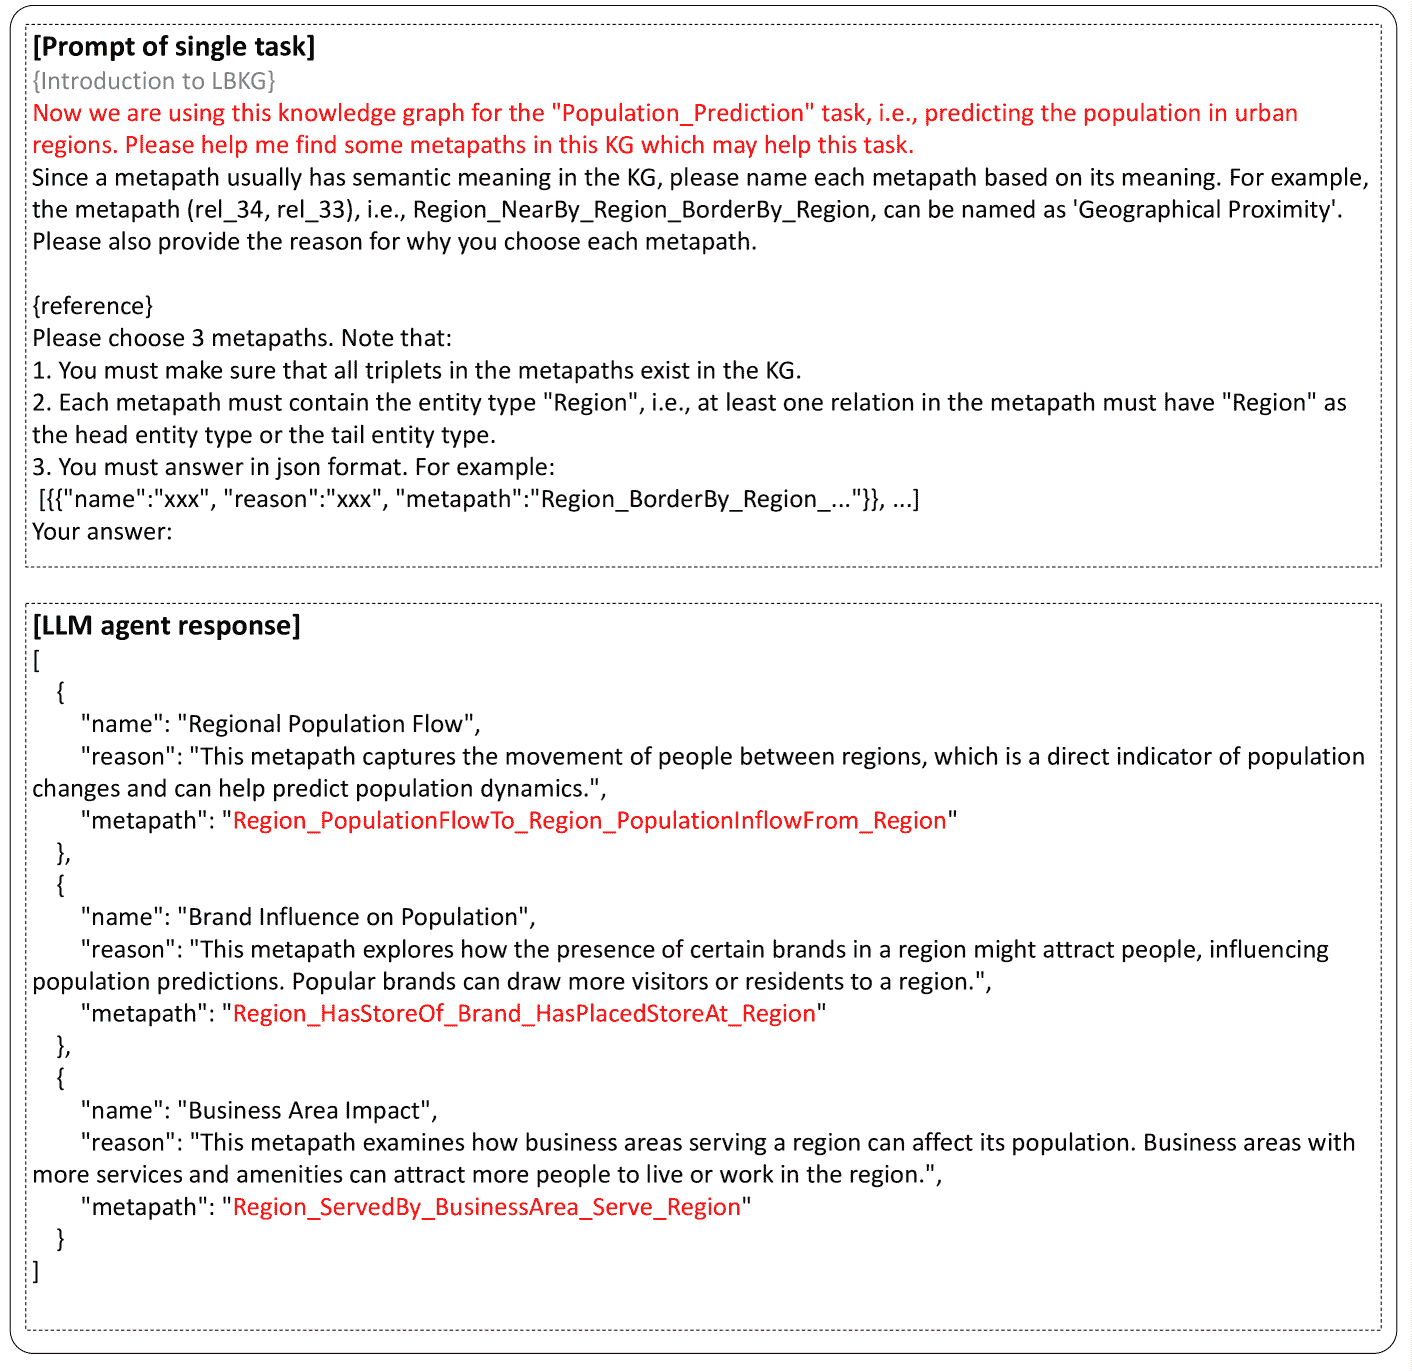 [Prompt of single task]
{Introduction to LBKG}
Now we are using this knowledge graph for the "Population_Prediction" task, i.e., predicting the population in urban
regions. Please help me find some metapaths in this KG which may help this task.
Since a metapath usually has semantic meaning in the KG, please name each metapath based on its meaning. For example,
the metapath (rel_34, rel_33), i.e., Region_NearBy_Region_BorderBy_Region, can be named as 'Geographical Proximity'.
Please also provide the reason for why you choose each metapath.
{reference}
Please choose 3 metapaths. Note that:
1. You must make sure that all triplets in the metapaths exist in the KG.
2. Each metapath must contain the entity type "Region", i.e., at least one relation in the metapath must have "Region" as
the head entity type or the tail entity type.
3. You must answer in json format. For example:
[{{"name":"xxx", "reason":"xxx", "metapath":"Region_BorderBy_Region_..."}}, ...]
Your answer:
[LLM agent response]
[
{
"name": "Regional Population Flow",
"reason": "This metapath captures the movement of people between regions, which is a direct indicator of population
changes and can help predict population dynamics.",
"metapath": "Region_PopulationFlowTo_Region_PopulationInflowFrom_Region"
},
{
"name": "Brand Influence on Population",
"reason": "This metapath explores how the presence of certain brands in a region might attract people, influencing
population predictions. Popular brands can draw more visitors or residents to a region.",
"metapath": "Region_HasStoreOf_Brand_HasPlacedStoreAt_Region"
},
{
"name": "Business Area Impact",
"reason": "This metapath examines how business areas serving a region can affect its population. Business areas with
more services and amenities can attract more people to live or work in the region.",
"metapath": "Region_ServedBy_BusinessArea_Serve_Region"
}
]